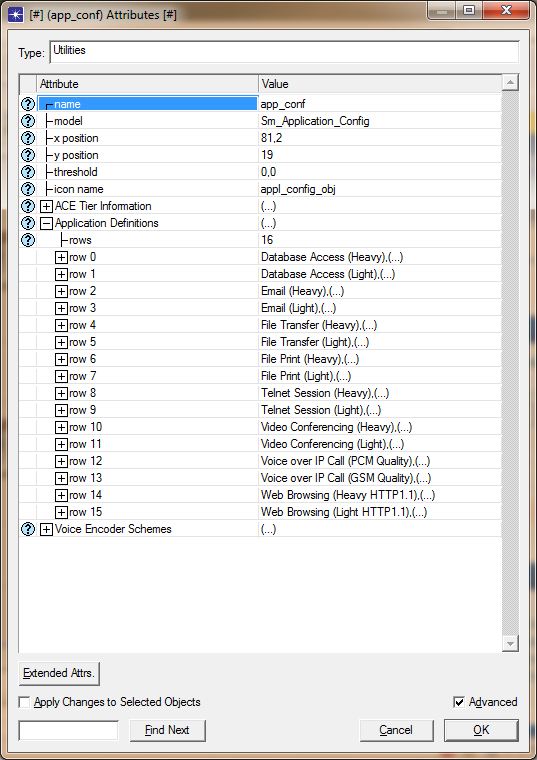 [#] (app_conf) Attributes [#]
Type: Utilities
Attribute Value
name app_conf
model Sm_Application_Config
x position 81,2
y position 19
threshold 0,0
icon name appl_config_obj
ACE Tier Information (...)
Application Definitions (...)
rows 16
row 0 Database Access (Heavy),(...)
row 1 Database Access (Light),(...)
row 2 Email (Heavy),(...)
row 3 Email (Light),(...)
row 4 File Transfer (Heavy),(...)
row 5 File Transfer (Light),(...)
row 6 File Print (Heavy),(...)
row 7 File Print (Light),(...)
row 8 Telnet Session (Heavy),(...)
row 9 Telnet Session (Light),(...)
row 10 Video Conferencing (Heavy),(...)
row 11 Video Conferencing (Light),(...)
row 12 Voice over IP Call (PCM Quality),(...)
row 13 Voice over IP Call (GSM Quality),(...)
row 14 Web Browsing (Heavy HTTP1.1),(...)
row 15 Web Browsing (Light HTTP1.1),(...)
Voice Encoder Schemes (...)
Extended Attrs.
Apply Changes to Selected Objects Advanced
Find Next Cancel OK